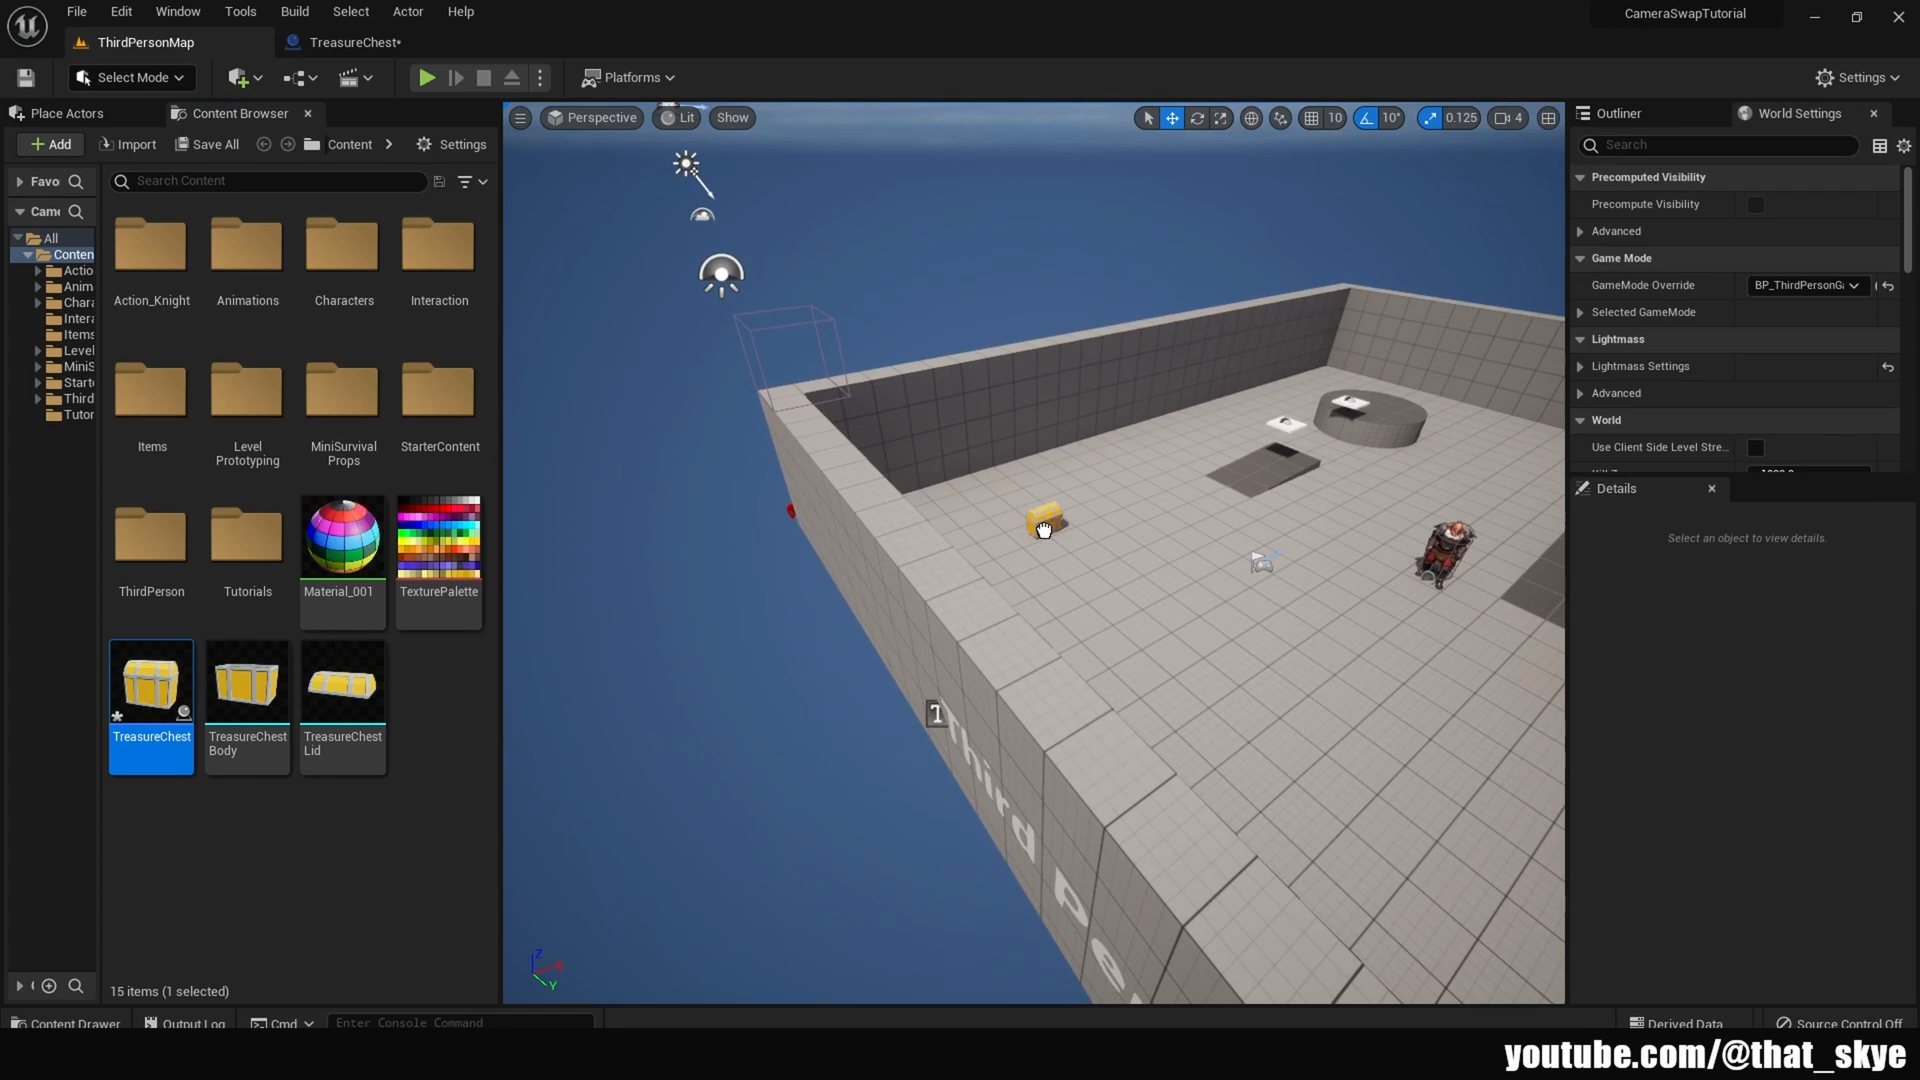 File Edit Window Tools Build Select Actor Help
CameraSwapTutorial
ThirdPersonMap
TreasureChest*
Select Mode
Platforms
Settings
Place Actors
Content Browser
Add
Import
Save All
Content
Settings
Favo
Search Content
Came
All
Conten
Actio
Anim
Chara
Intera
Items
Level
MiniS
Starte
Third
Tutor
Action_Knight
Animations
Characters
Interaction
Items
Level
Prototyping
MiniSurvival
Props
StarterContent
ThirdPerson
Tutorials
Material_001
TexturePalette
TreasureChest
TreasureChest
Body
TreasureChest
Lid
15 items (1 selected)
Perspective
Lit
Show
10
10°
0.125
4
Third
Pe
Z
X
Y
Outliner
World Settings
Search
Precomputed Visibility
Precompute Visibility
Advanced
Game Mode
GameMode Override
BP_ThirdPersonGa
Selected GameMode
Lightmass
Lightmass Settings
Advanced
World
Use Client Side Level Stre...
Details
Select an object to view details.
Content Drawer
Output Log
Cmd
Enter Console Command
Derived Data
Source Control Off
youtube.com/@that_skye